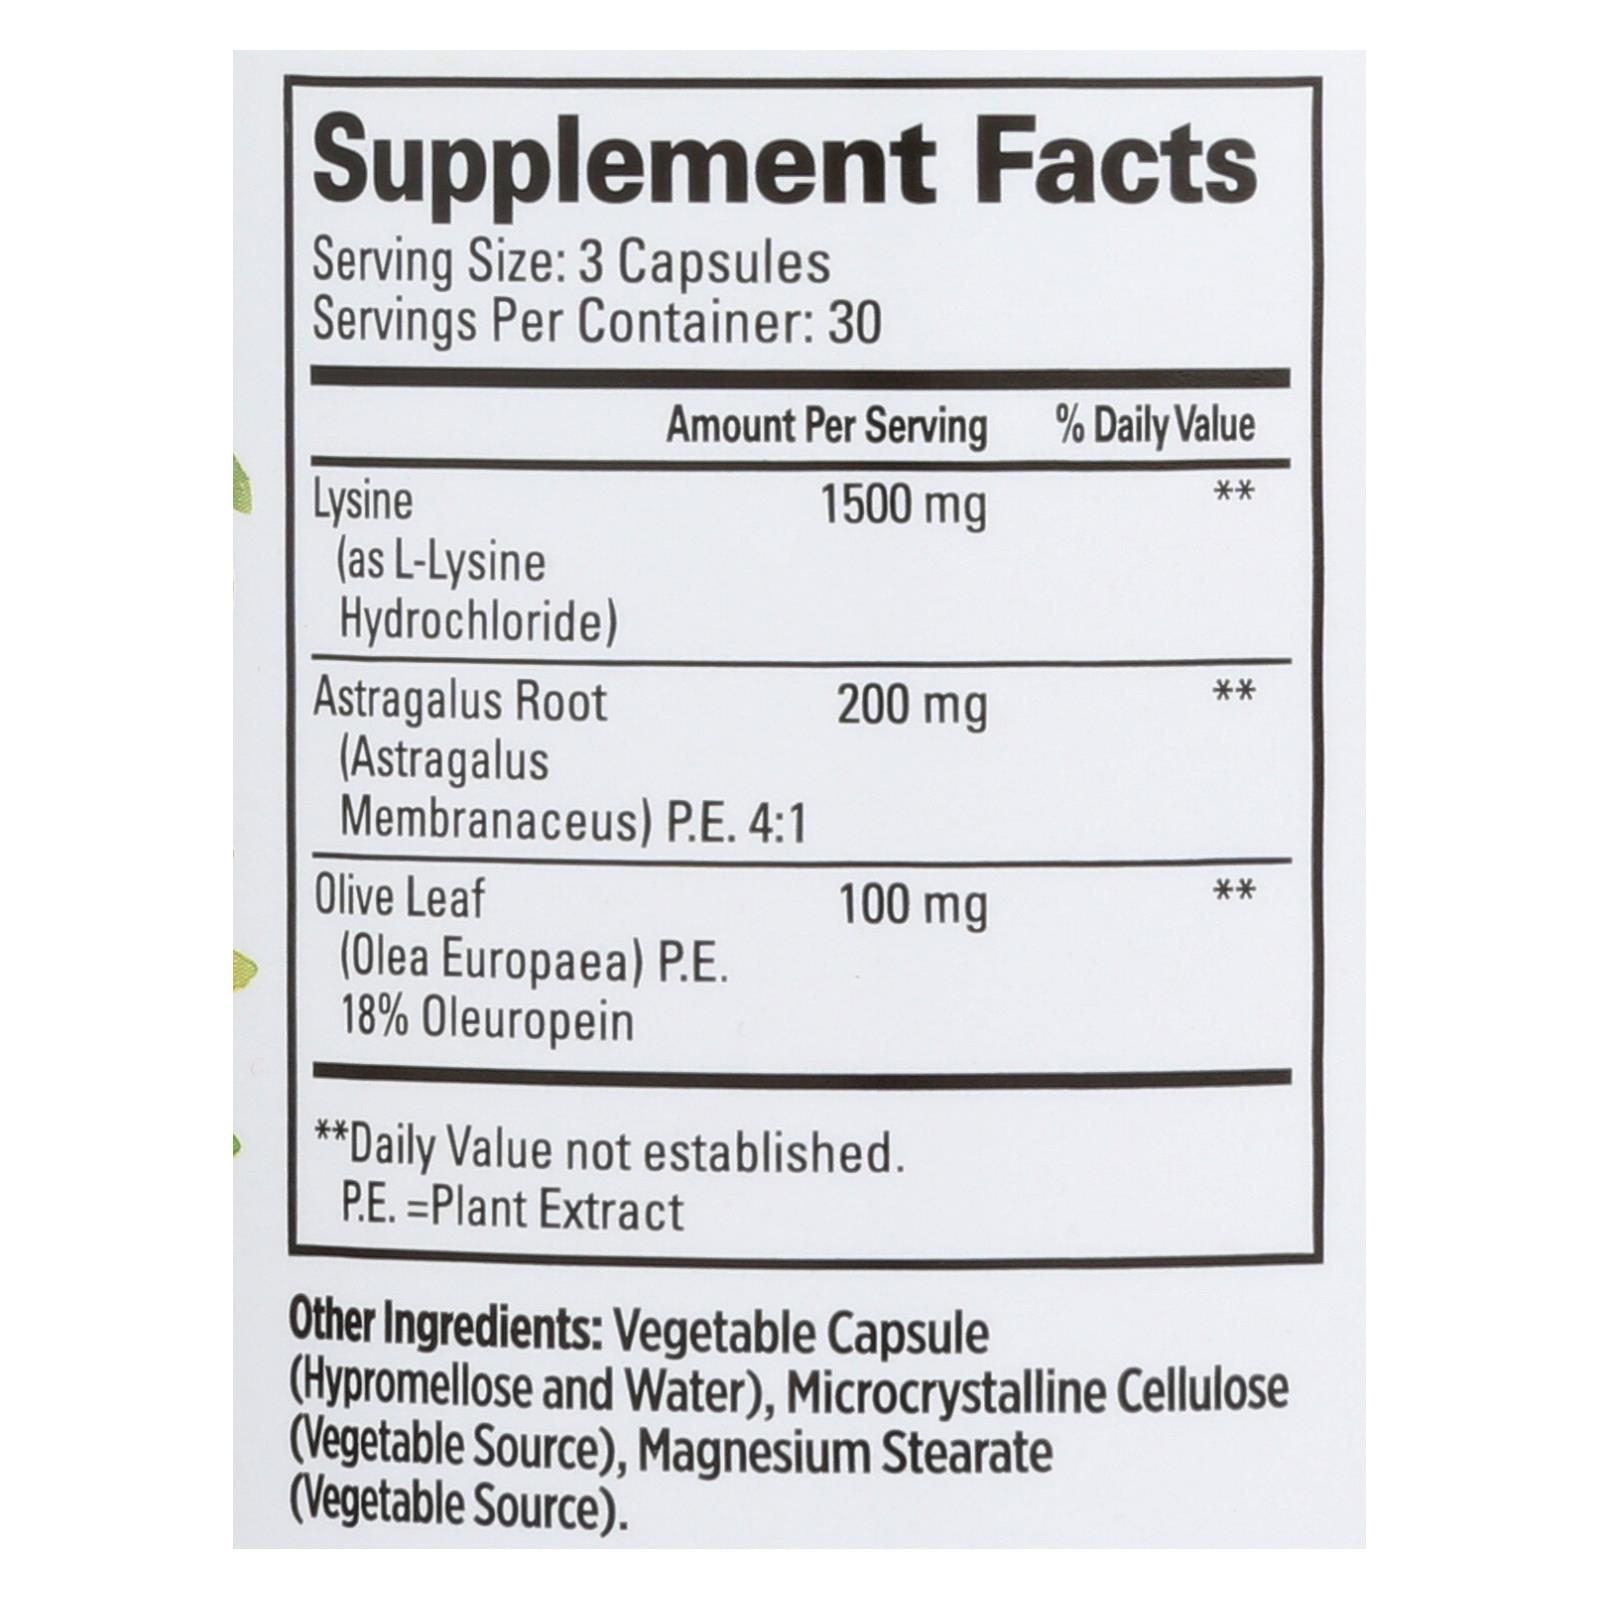 Supplement Facts
Serving Size: 3 Capsules
Servings Per Container: 30
Amount Per Serving % Daily Value
Lysine 1500 mg **
(as L-Lysine
Hydrochloride)
Astragalus Root 200 mg **
(Astragalus
Membranaceus) P.E. 4:1
Olive Leaf 100 mg **
(Olea Europaea) P.E.
18% Oleuropein
**Daily Value not established.
P.E. =Plant Extract
Other Ingredients: Vegetable Capsule
(Hypromellose and Water), Microcrystalline Cellulose
(Vegetable Source), Magnesium Stearate
(Vegetable Source).